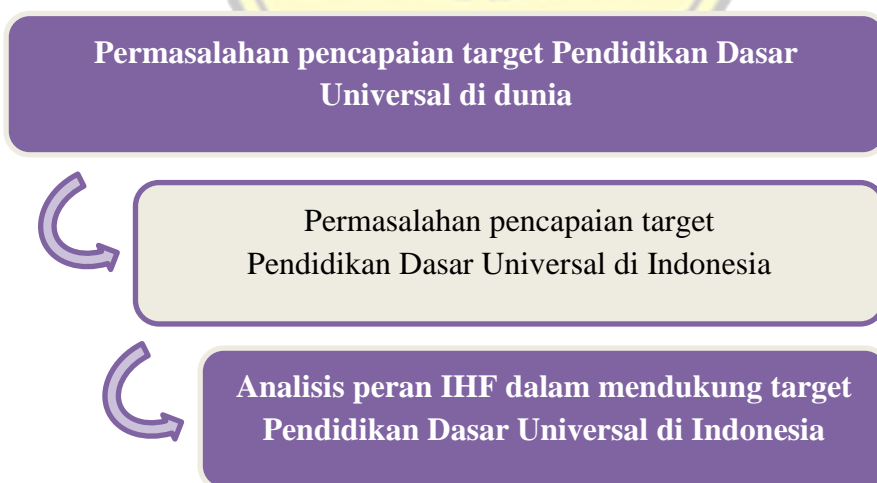 Permasalahan pencapaian target Pendidikan Dasar
Universal di dunia
Permasalahan pencapaian target
Pendidikan Dasar Universal di Indonesia
Analisis peran IHF dalam mendukung target
Pendidikan Dasar Universal di Indonesia